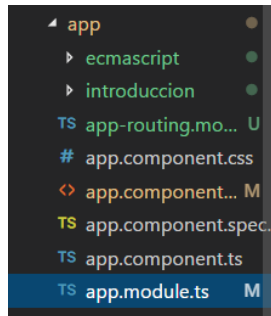 app
ecmascript
introduccion
TS app-routing.mo... U
# app.component.css
<> app.component... M
TS app.component.spec.
TS app.component.ts
TS app.module.ts M